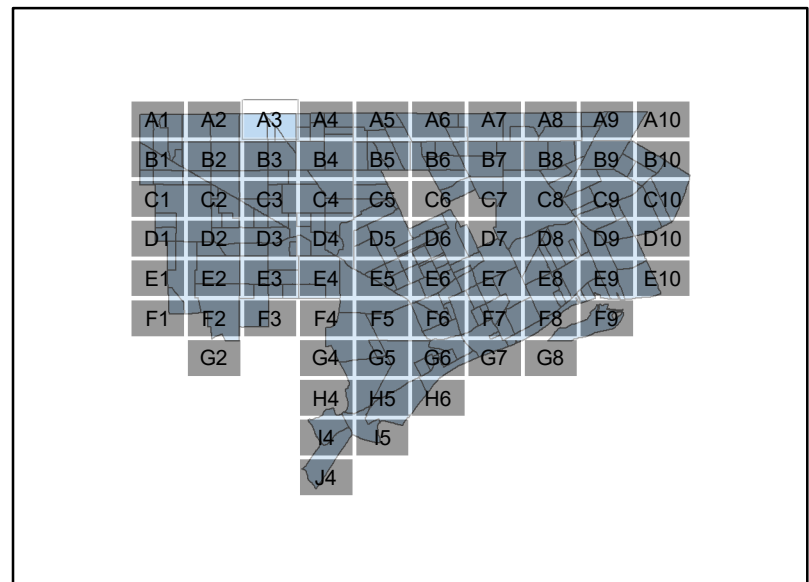 A1 A2 A3 A4 A5 A6 A7 A8 A9 A10
B1 B2 B3 B4 B5 B6 B7 B8 B9 B10
C1 C2 C3 C4 C5 C6 C7 C8 C9 C10
D1 D2 D3 D4 D5 D6 D7 D8 D9 D10
E1 E2 E3 E4 E5 E6 E7 E8 E9 E10
F1 F2 F3 F4 F5 F6 F7 F8 F9
G2 G4 G5 G6 G7 G8
H4 H5 H6
I4 I5
J4